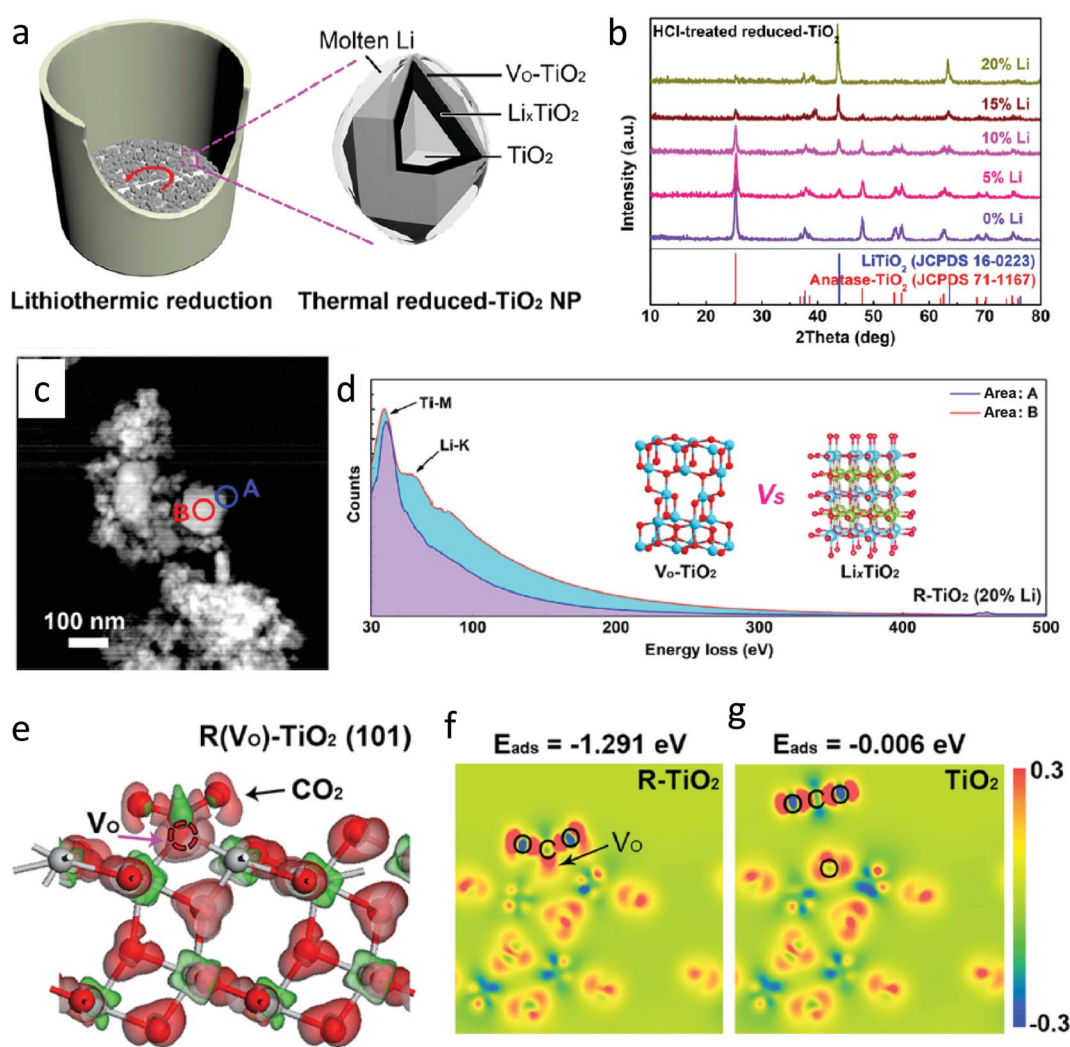 a
Molten Li
Vo-TiO₂
LiₓTiO₂
TiO₂
Lithiothermic reduction
Thermal reduced-TiO₂ NP
b
HCl-treated reduced-TiO₂
20% Li
15% Li
10% Li
5% Li
0% Li
LiTiO₂ (JCPDS 16-0223)
Anatase-TiO₂ (JCPDS 71-1167)
Intensity (a.u.)
10 20 30 40 50 60 70 80
2Theta (deg)
c
A
B
100 nm
d
Ti-M
Li-K
Area: A
Area: B
Vs
Vo-TiO₂
LiₓTiO₂
R-TiO₂ (20% Li)
Counts
30 100 200 300 400 500
Energy loss (eV)
e
R(Vo)-TiO₂ (101)
CO₂
Vo
f
Eads = -1.291 eV
R-TiO₂
O C O
Vo
g
Eads = -0.006 eV
TiO₂
O C O
O
0.3
-0.3